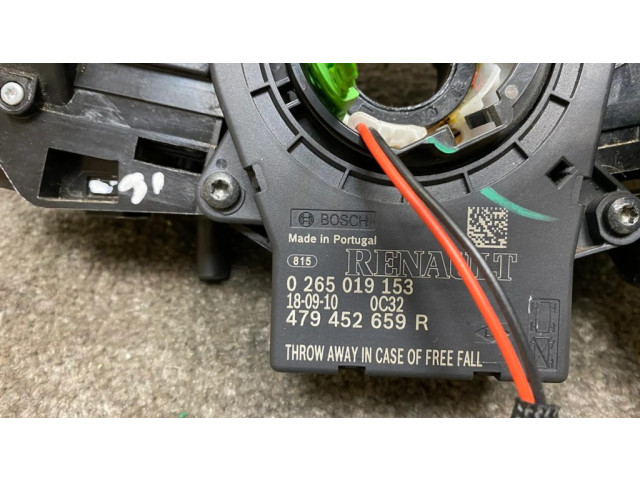 BOSCH
Made in Portugal
815
RENAULT
0 265 019 153
18-09-10 0C32
479 452 659 R
THROW AWAY IN CASE OF FREE FALL